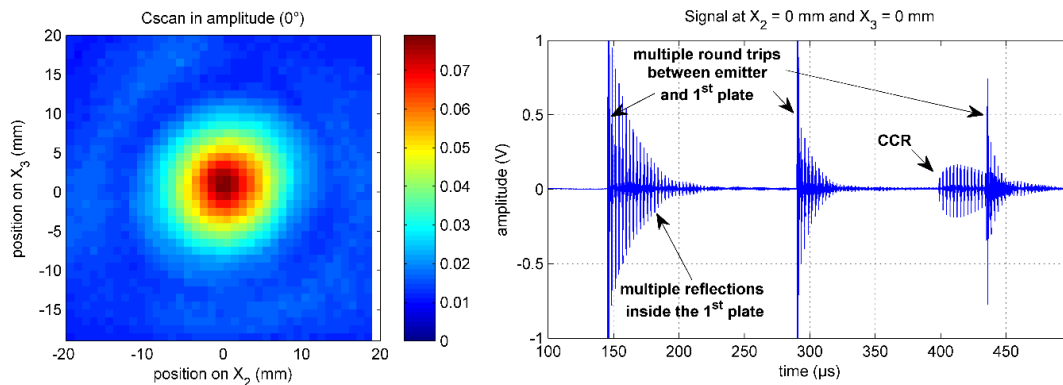 Cscan in amplitude (0°)
20
15
10
5
0
-5
-10
-15
-20
-10
0
10
20
position on X2 (mm)
position on X3 (mm)
0.07
0.06
0.05
0.04
0.03
0.02
0.01
0
Signal at X2 = 0 mm and X3 = 0 mm
1
0.5
0
-0.5
-1
amplitude (V)
multiple round trips
between emitter
and 1st plate
CCR
multiple reflections
inside the 1st plate
100
150
200
250
300
350
400
450
time (µs)